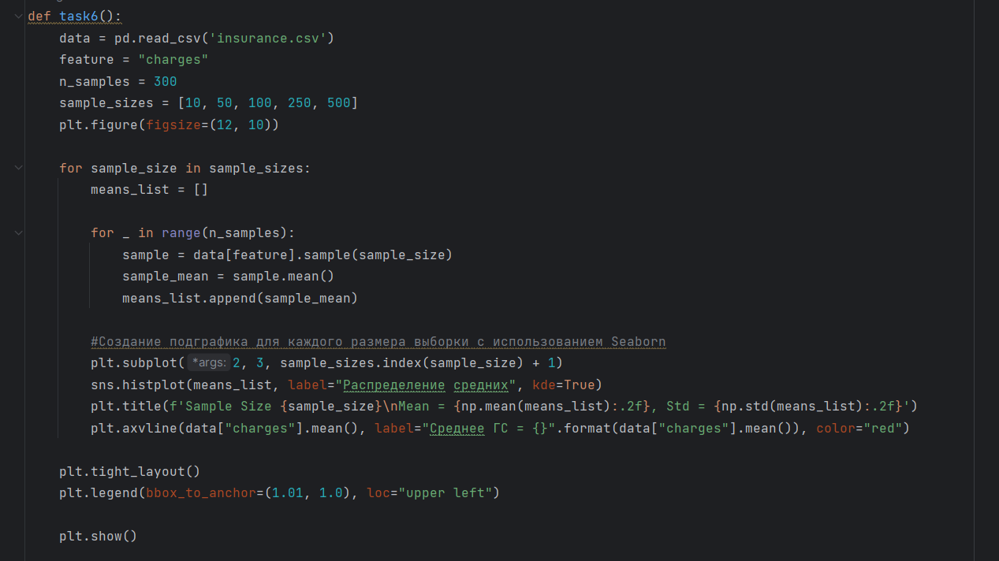 def task6():
    data = pd.read_csv('insurance.csv')
    feature = "charges"
    n_samples = 300
    sample_sizes = [10, 50, 100, 250, 500]
    plt.figure(figsize=(12, 10))
    for sample_size in sample_sizes:
        means_list = []
        for _ in range(n_samples):
            sample = data[feature].sample(sample_size)
            sample_mean = sample.mean()
            means_list.append(sample_mean)
        #Создание подграфика для каждого размера выборки с использованием Seaborn
        plt.subplot( *args: 2, 3, sample_sizes.index(sample_size) + 1)
        sns.histplot(means_list, label="Распределение средних", kde=True)
        plt.title(f'Sample Size {sample_size}\nMean = {np.mean(means_list):.2f}, Std = {np.std(means_list):.2f}')
        plt.axvline(data["charges"].mean(), label="Среднее ГС = {}".format(data["charges"].mean()), color="red")
    plt.tight_layout()
    plt.legend(bbox_to_anchor=(1.01, 1.0), loc="upper left")
    plt.show()